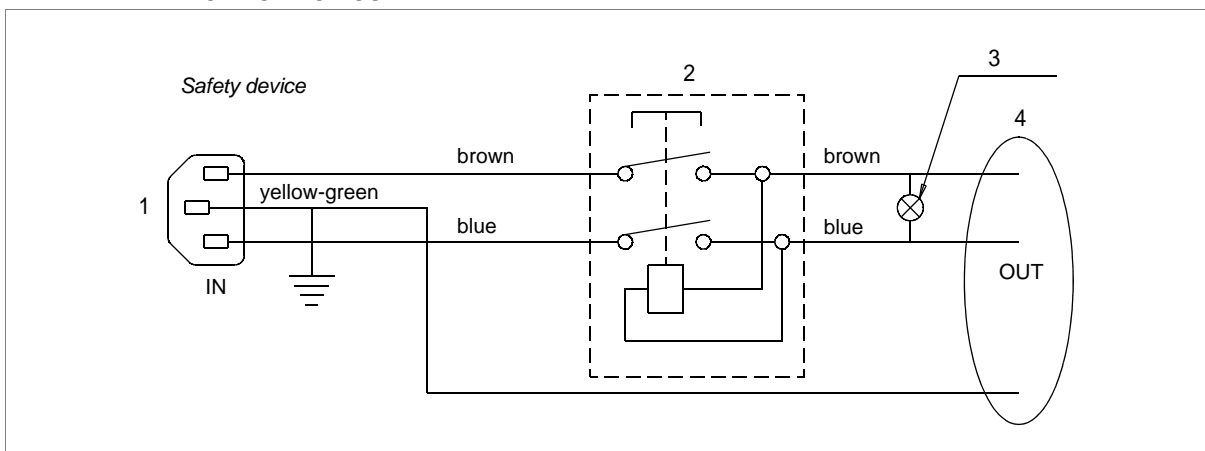 Safety device
2
3
4
brown
brown
1
yellow-green
blue
blue
IN
OUT